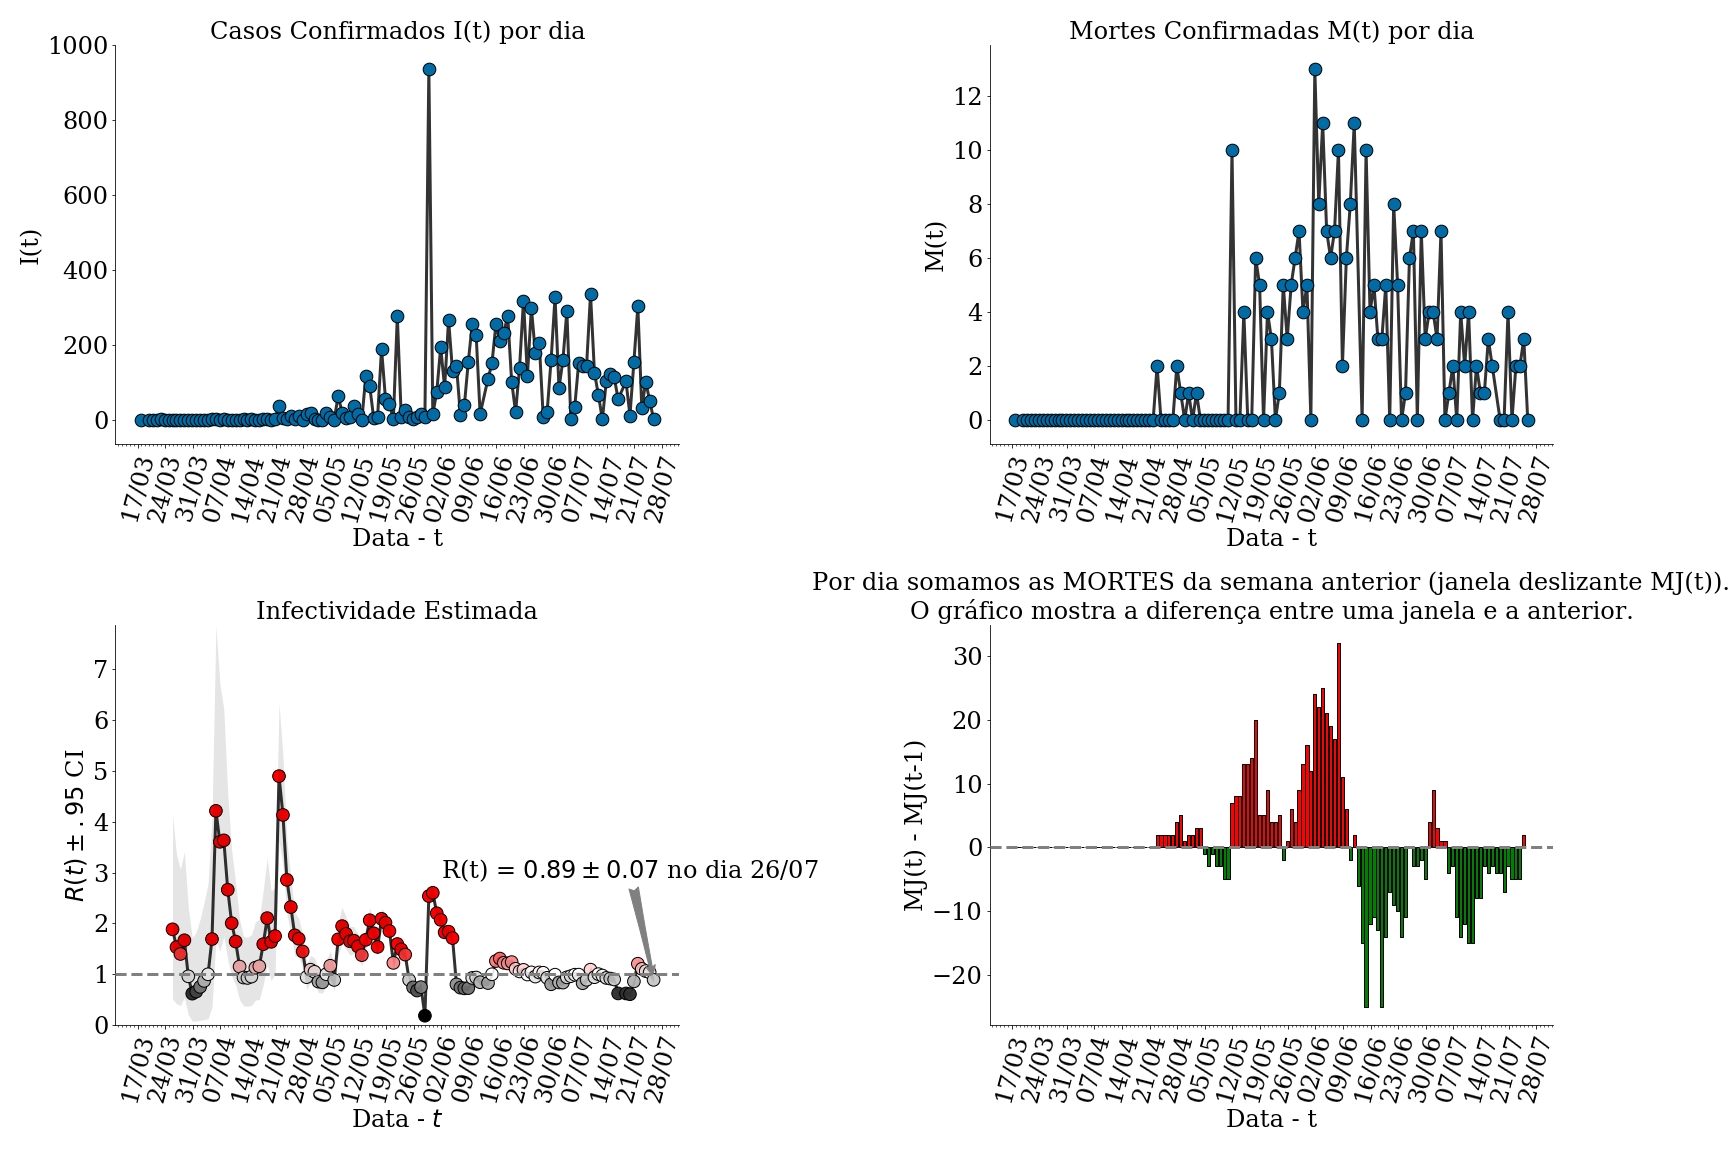 Casos Confirmados I(t) por dia
1000
800
600
400
200
0
I(t)
17/03 24/03 31/03 07/04 14/04 21/04 28/04 05/05 12/05 19/05 26/05 02/06 09/06 16/06 23/06 30/06 07/07 14/07 21/07 28/07
Data - t
Mortes Confirmadas M(t) por dia
12
10
8
6
4
2
0
M(t)
17/03 24/03 31/03 07/04 14/04 21/04 28/04 05/05 12/05 19/05 26/05 02/06 09/06 16/06 23/06 30/06 07/07 14/07 21/07 28/07
Data - t
Infectividade Estimada
7
6
5
4
3
2
1
0
R(t) ± .95 CI
R(t) = 0.89 ± 0.07 no dia 26/07
17/03 24/03 31/03 07/04 14/04 21/04 28/04 05/05 12/05 19/05 26/05 02/06 09/06 16/06 23/06 30/06 07/07 14/07 21/07 28/07
Data - t
Por dia somamos as MORTES da semana anterior (janela deslizante MJ(t)).
O gráfico mostra a diferença entre uma janela e a anterior.
30
20
10
0
−10
−20
MJ(t) - MJ(t-1)
17/03 24/03 31/03 07/04 14/04 21/04 28/04 05/05 12/05 19/05 26/05 02/06 09/06 16/06 23/06 30/06 07/07 14/07 21/07 28/07
Data - t